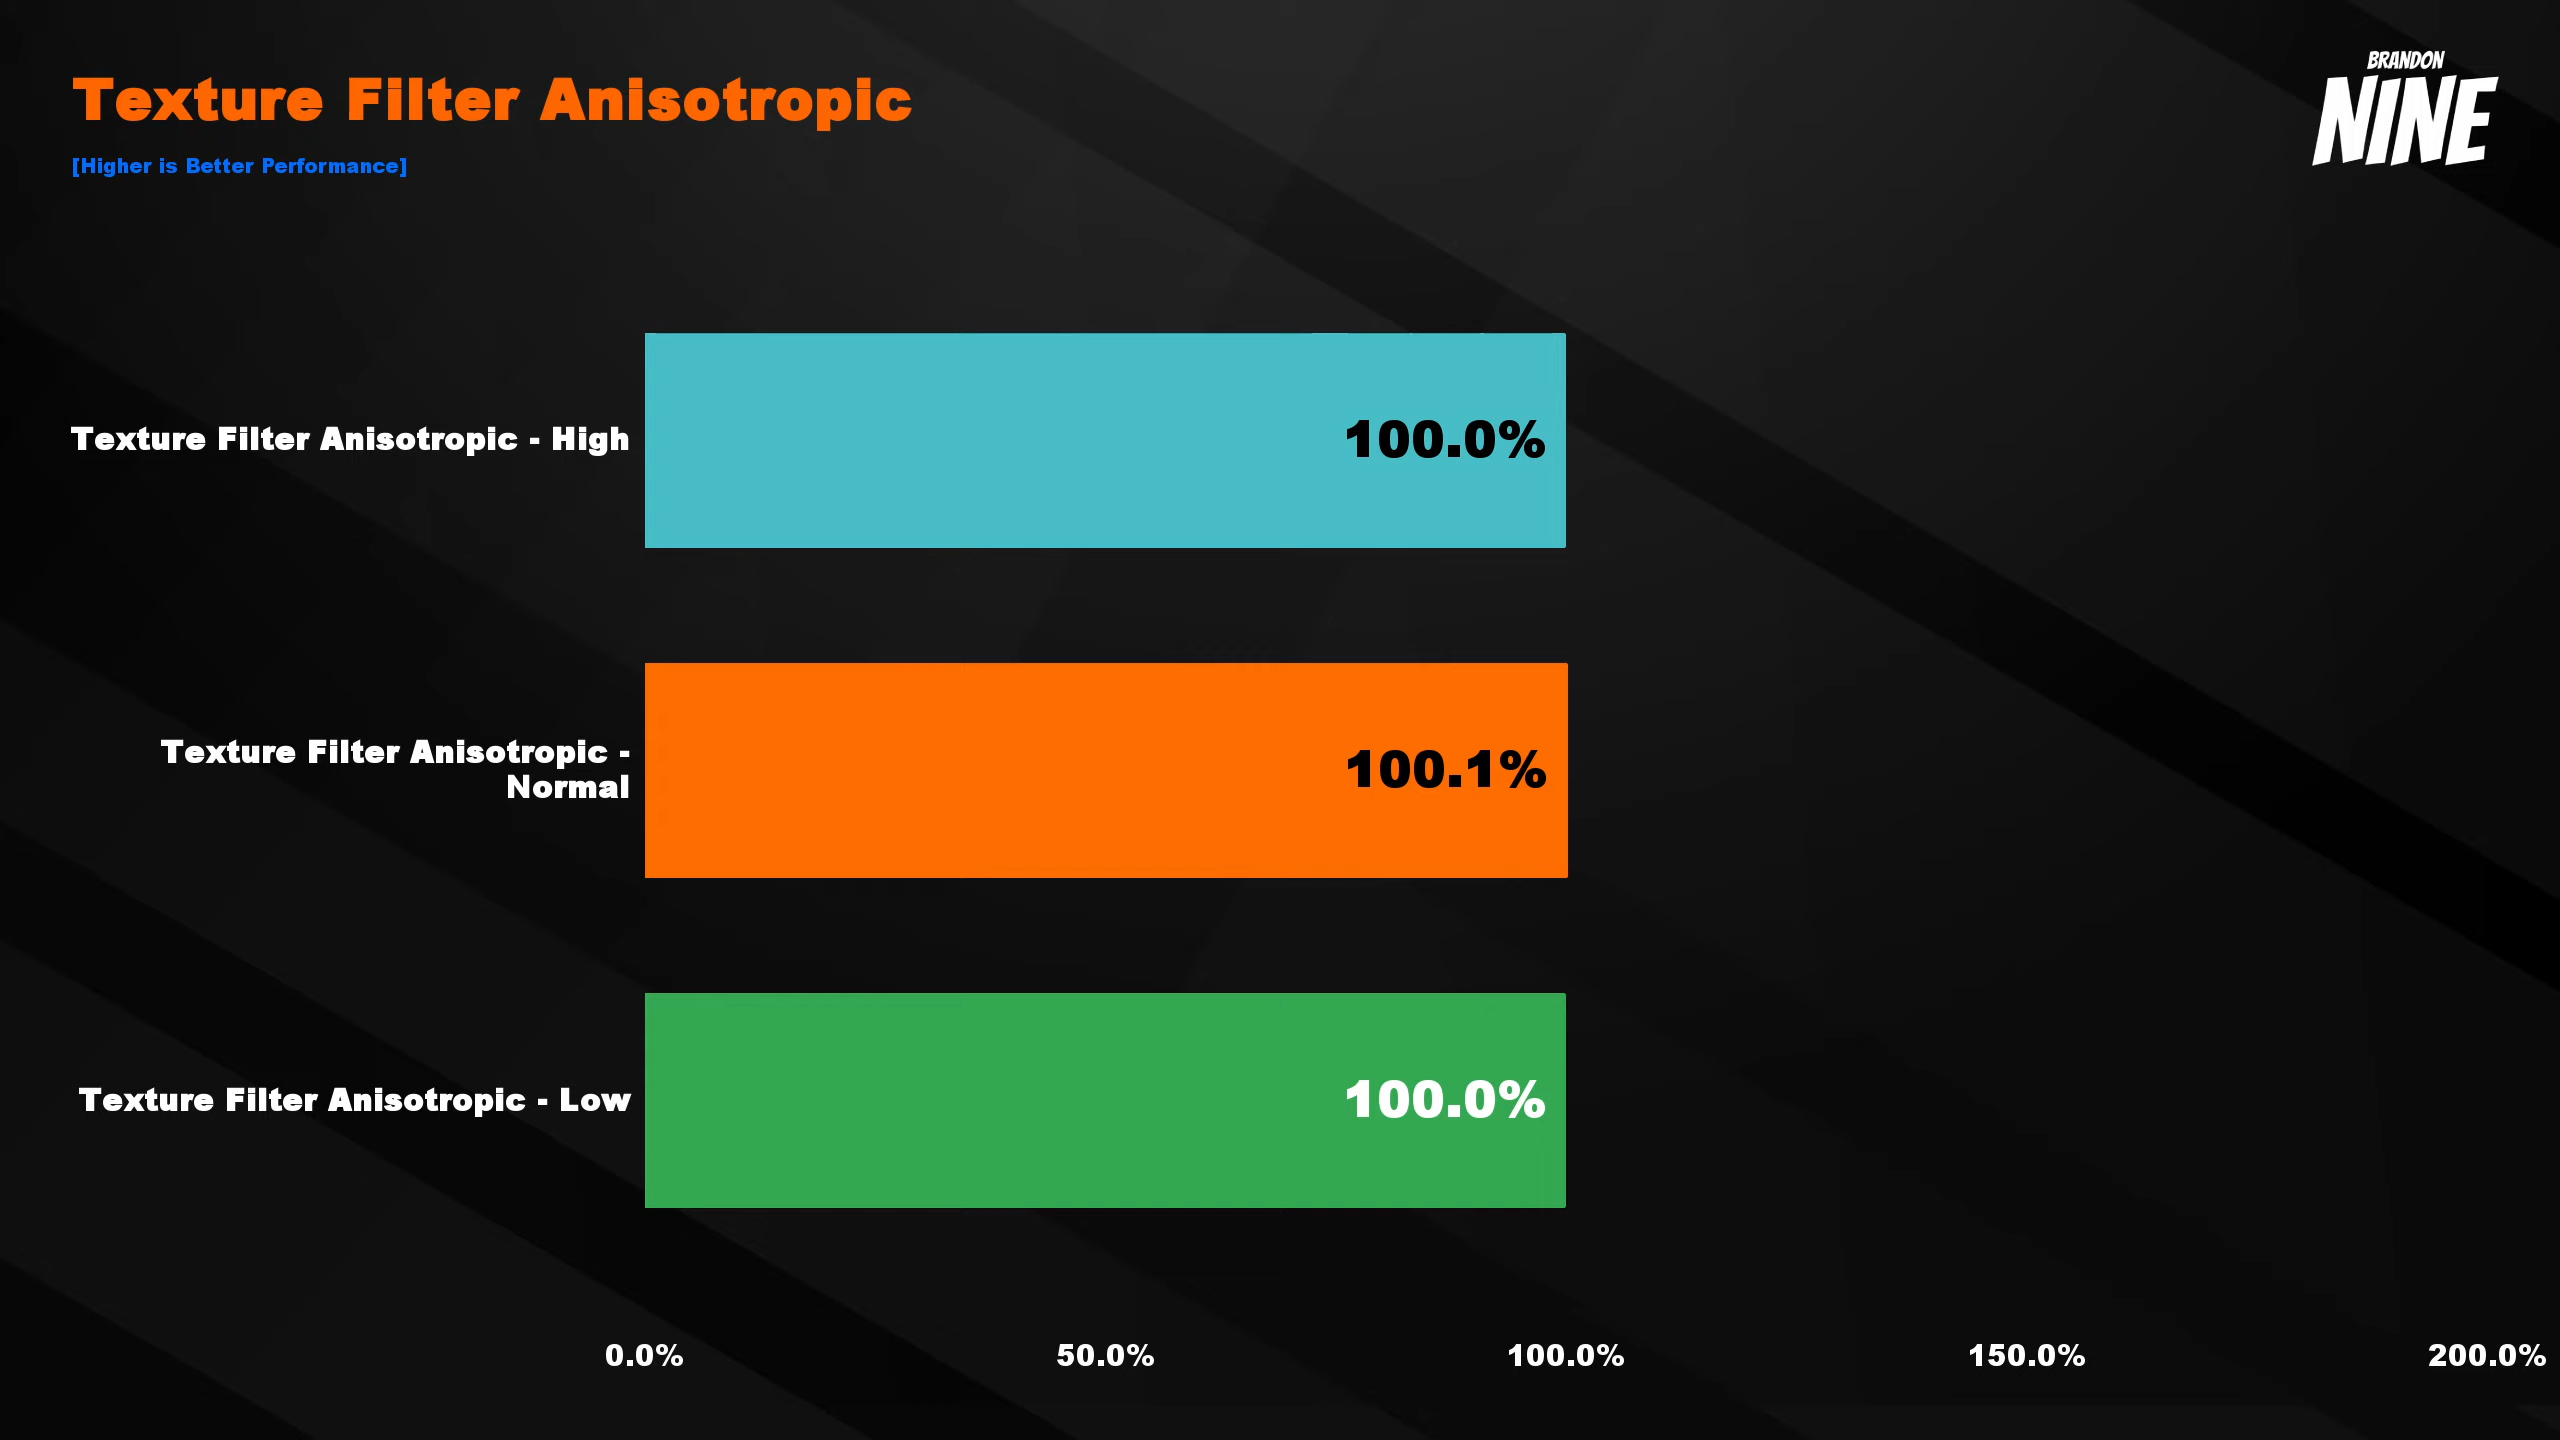 Texture Filter Anisotropic
[Higher is Better Performance]
BRANDON
NINE
Texture Filter Anisotropic - High
100.0%
Texture Filter Anisotropic -
Normal
100.1%
Texture Filter Anisotropic - Low
100.0%
0.0%
50.0%
100.0%
150.0%
200.0%